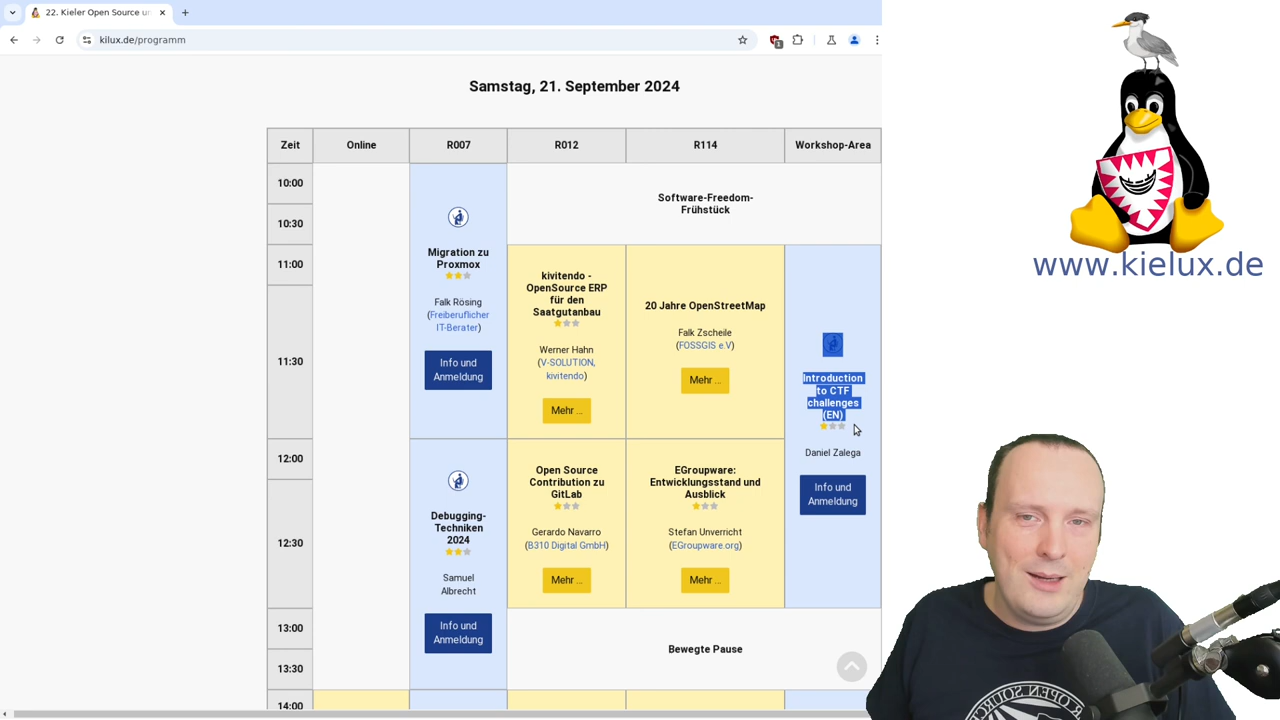 22. Kieler Open Source un
kilux.de/programm
1
Samstag, 21. September 2024
Zeit
Online
R007
R012
R114
Workshop-Area
10:00
10:30
11:00
11:30
12:00
12:30
13:00
13:30
14:00
Software-Freedom-
Frühstück
Migration zu
Proxmox
Falk Rösing
(Freiberuflicher
IT-Berater)
Info und
Anmeldung
kivitendo -
OpenSource ERP
für den
Saatgutanbau
Werner Hahn
(V-SOLUTION,
kivitendo)
Mehr ...
20 Jahre OpenStreetMap
Falk Zscheile
(FOSSGIS e.V)
Mehr ...
Introduction
to CTF
challenges
(EN)
Daniel Zalega
Info und
Anmeldung
Debugging-
Techniken
2024
Samuel
Albrecht
Info und
Anmeldung
Open Source
Contribution zu
GitLab
Gerardo Navarro
(B310 Digital GmbH)
Mehr ...
EGroupware:
Entwicklungsstand und
Ausblick
Stefan Unverricht
(EGroupware.org)
Mehr ...
Bewegte Pause
www.kielux.de
R OPEN SOURC